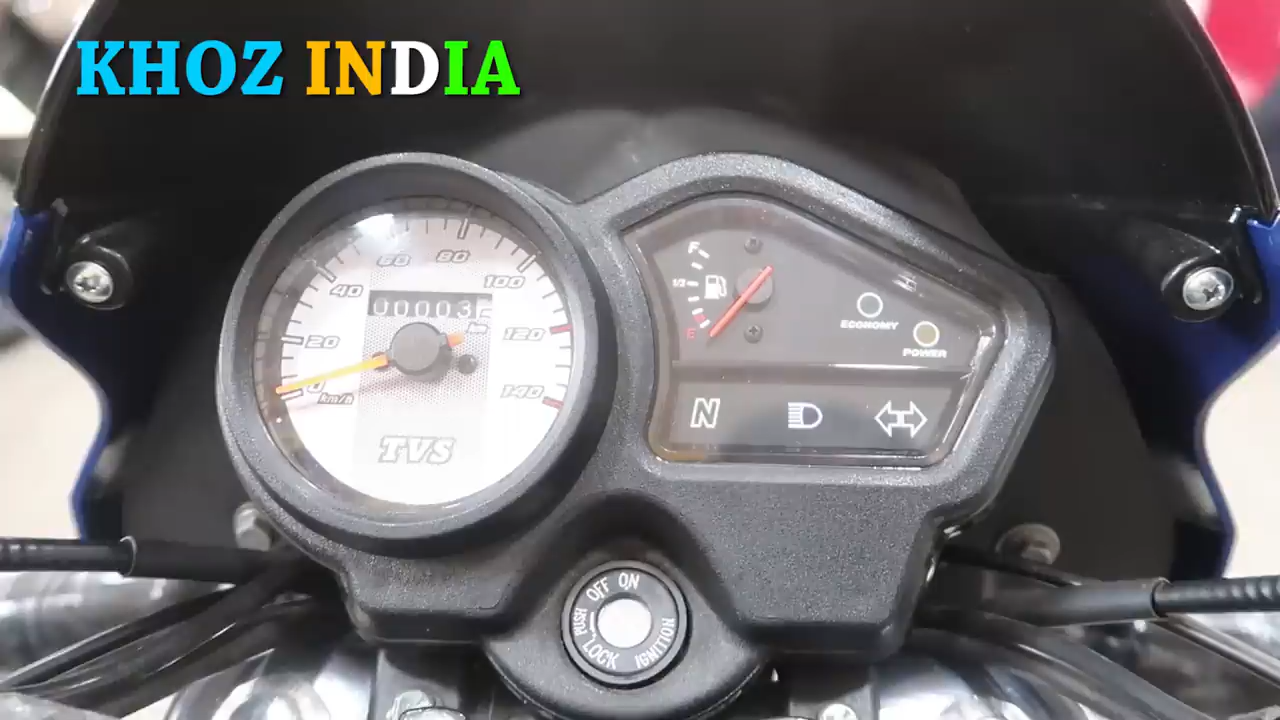 KHOZ INDIA
0
20
40
60
80
100
120
140
km/h
00003
km
TVS
F
1/2
E
ECONOMY
POWER
N
OFF ON
PUSH
LOCK
IGNITION